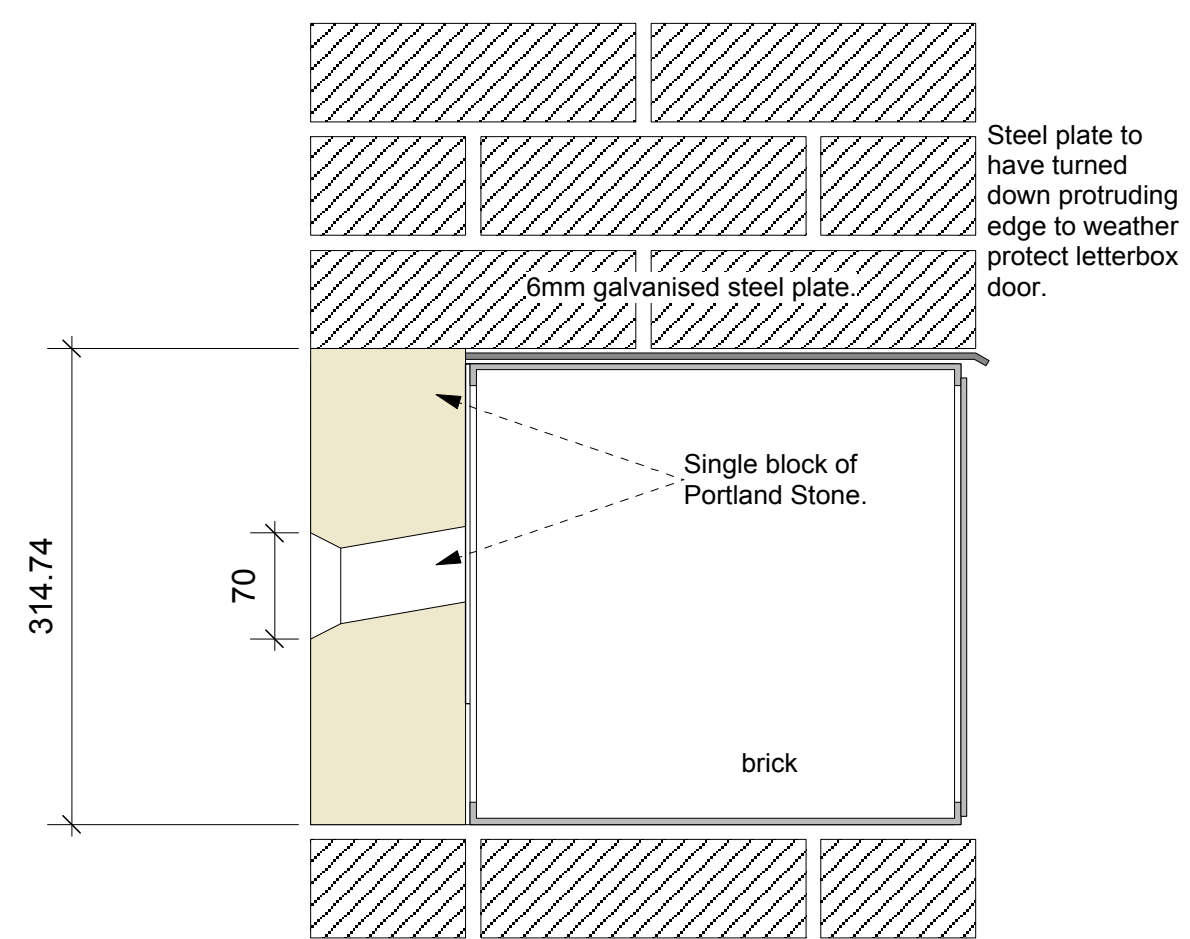 Steel plate to
have turned
down protruding
edge to weather
protect letterbox
door.
6mm galvanised steel plate.
Single block of
Portland Stone.
314.74
70
brick